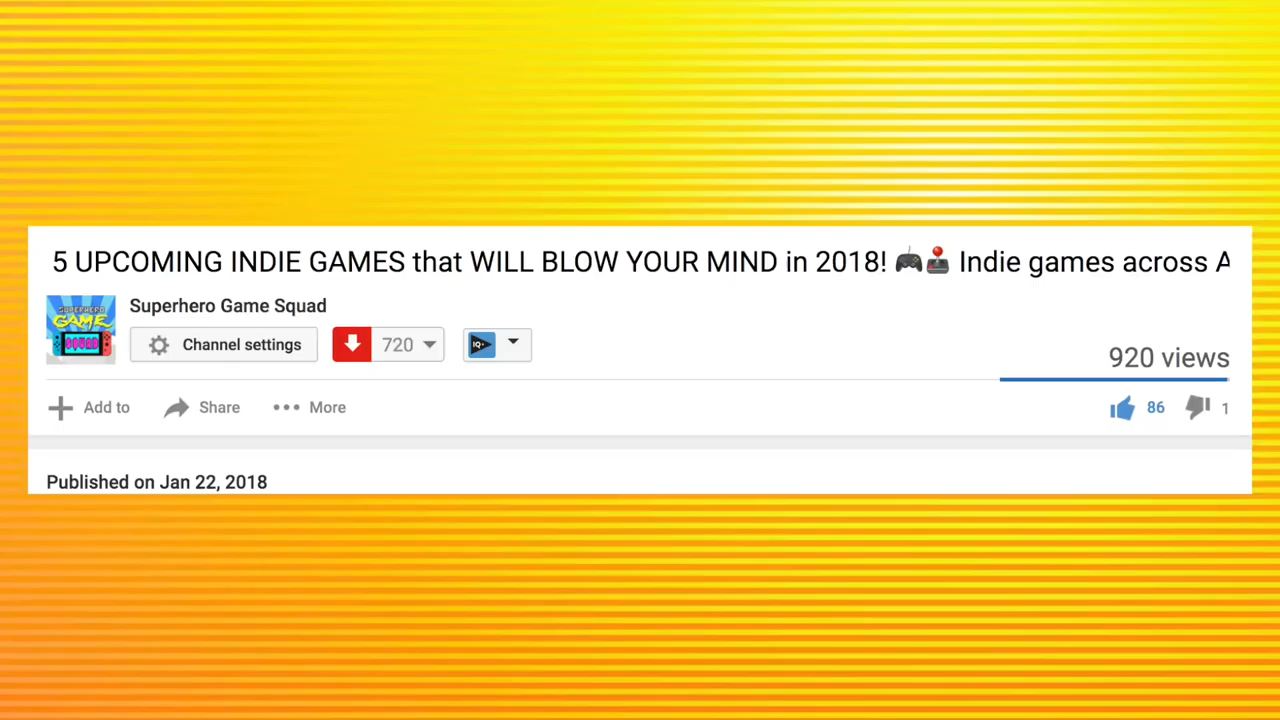 5 UPCOMING INDIE GAMES that WILL BLOW YOUR MIND in 2018! 🎮🕹️ Indie games across A
SUPERHERO
GAME
SQUAD
Superhero Game Squad
Channel settings
720
IQ+
920 views
Add to
Share
More
86
1
Published on Jan 22, 2018